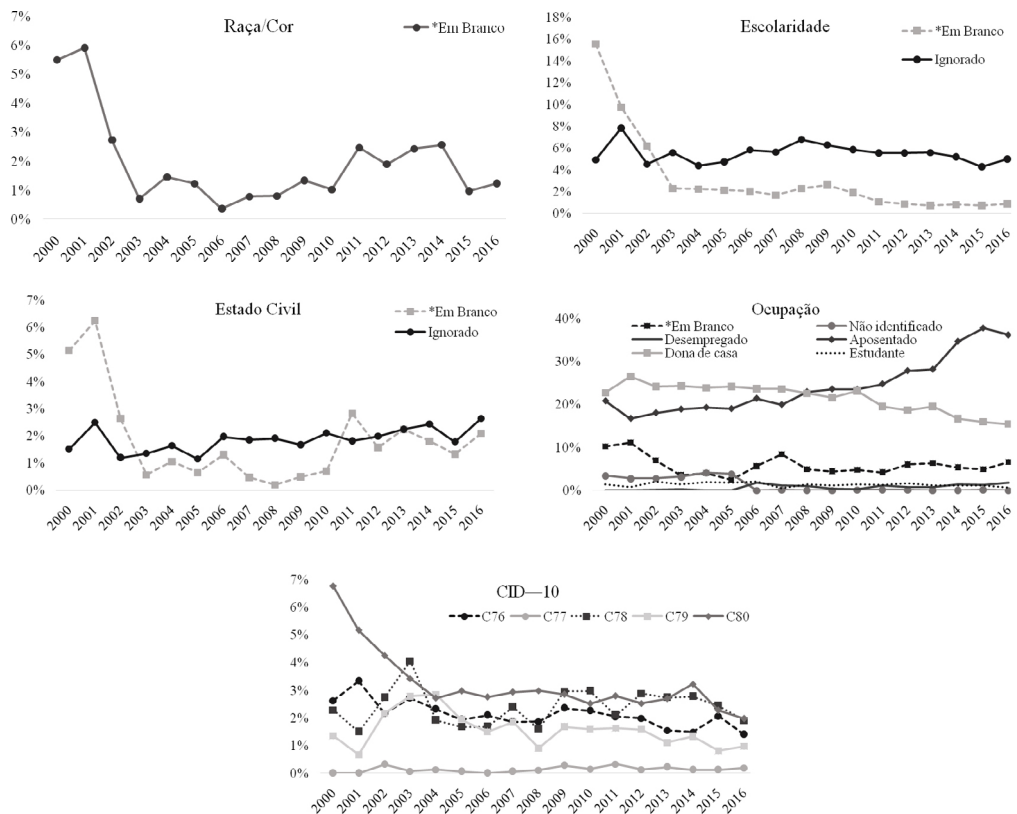 Raça/Cor
*Em Branco
7%
6%
5%
4%
3%
2%
1%
0%
2000 2001 2002 2003 2004 2005 2006 2007 2008 2009 2010 2011 2012 2013 2014 2015 2016
Escolaridade
*Em Branco
Ignorado
18%
16%
14%
12%
10%
8%
6%
4%
2%
0%
2000 2001 2002 2003 2004 2005 2006 2007 2008 2009 2010 2011 2012 2013 2014 2015 2016
Estado Civil
*Em Branco
Ignorado
7%
6%
5%
4%
3%
2%
1%
0%
2000 2001 2002 2003 2004 2005 2006 2007 2008 2009 2010 2011 2012 2013 2014 2015 2016
Ocupação
*Em Branco Não identificado
Desempregado Aposentado
Dona de casa Estudante
40%
30%
20%
10%
0%
2000 2001 2002 2003 2004 2005 2006 2007 2008 2009 2010 2011 2012 2013 2014 2015 2016
CID—10
C76 C77 C78 C79 C80
7%
6%
5%
4%
3%
2%
1%
0%
2000 2001 2002 2003 2004 2005 2006 2007 2008 2009 2010 2011 2012 2013 2014 2015 2016